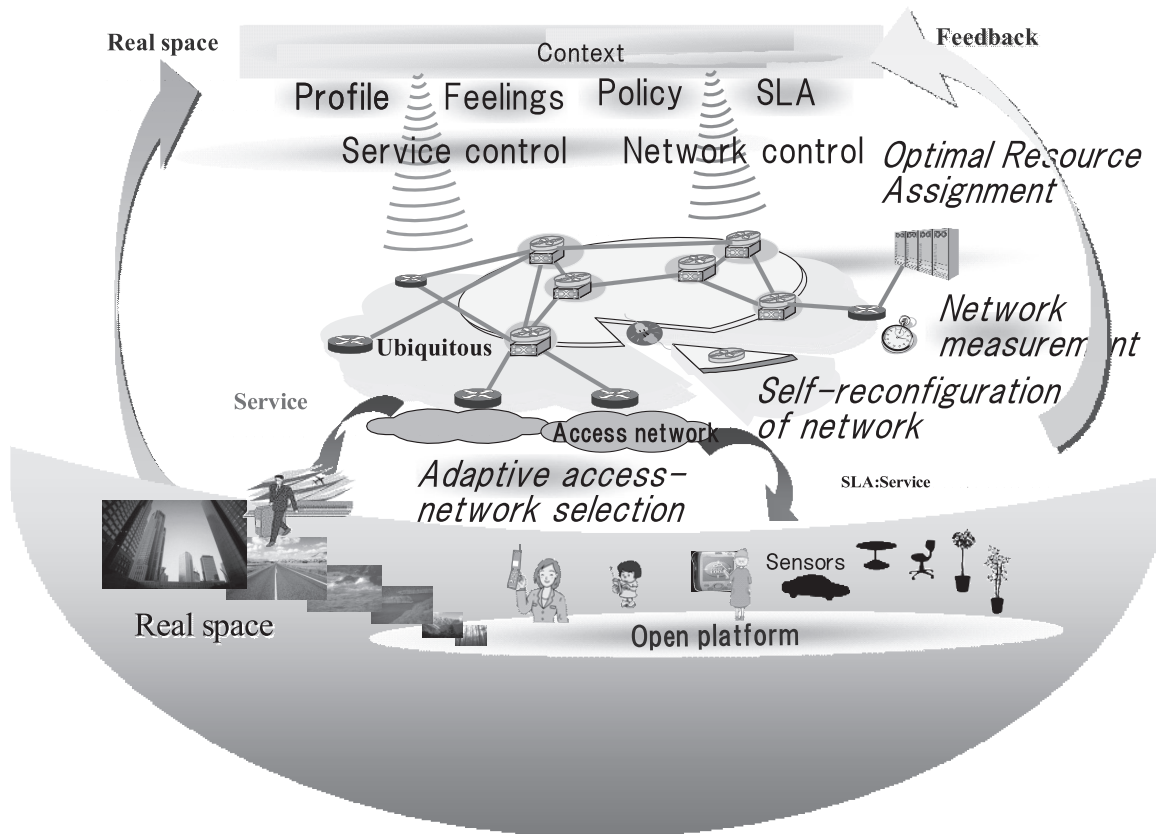 Real space
Context
Feedback
Profile
Feelings
Policy
SLA
Service control
Network control
Optimal Resource
Assignment
Network
measurement
Ubiquitous
Self-reconfiguration
of network
Service
Access network
Adaptive access-
network selection
SLA:Service
Sensors
Real space
Open platform